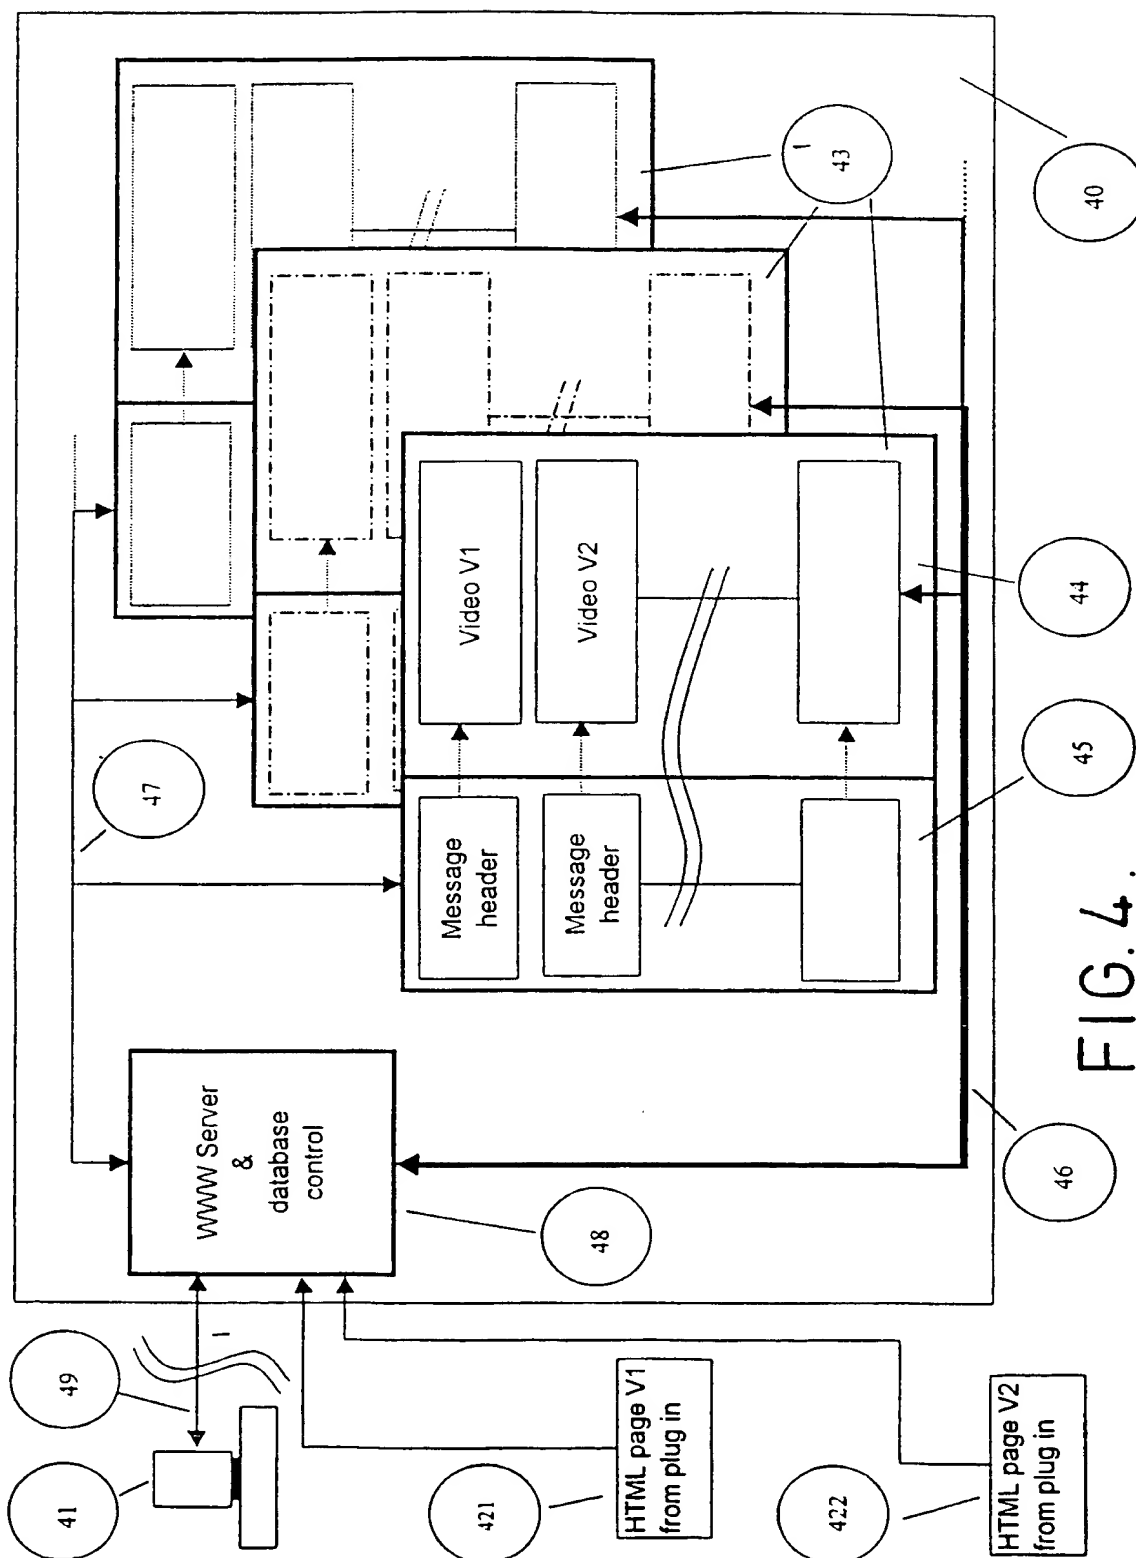 41
49
421
HTML page V1
from plug in
422
HTML page V2
from plug in
WWW Server
&
database
control
48
46
47
Message
header
Video V1
Message
header
Video V2
45
44
43
40
FIG. 4.